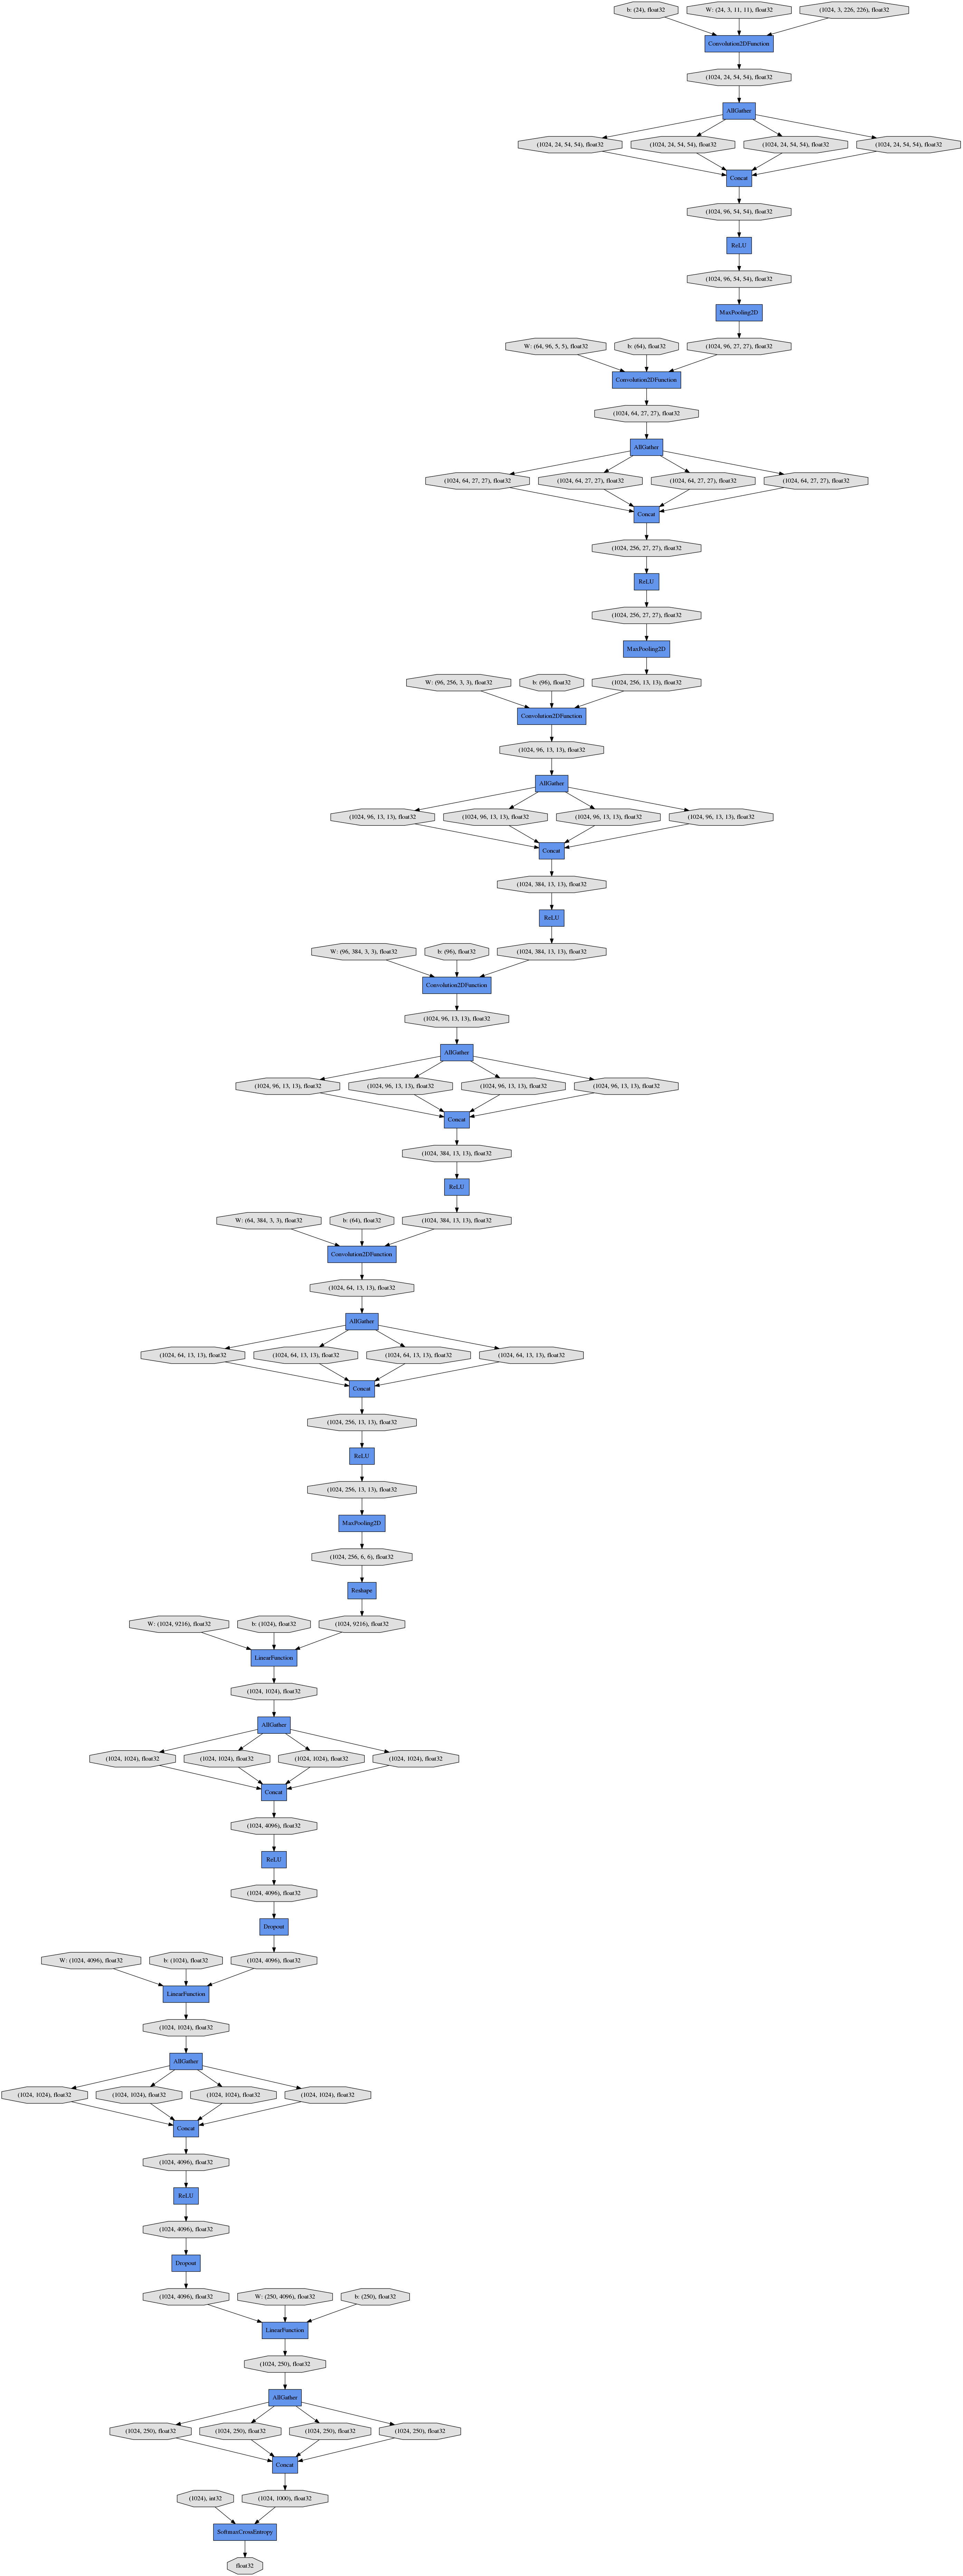 b: (24), float32
W: (24, 3, 11, 11), float32
(1024, 3, 226, 226), float32
Convolution2DFunction
(1024, 24, 54, 54), float32
AllGather
(1024, 24, 54, 54), float32
(1024, 24, 54, 54), float32
(1024, 24, 54, 54), float32
(1024, 24, 54, 54), float32
Concat
(1024, 96, 54, 54), float32
ReLU
(1024, 96, 54, 54), float32
MaxPooling2D
W: (64, 96, 5, 5), float32
b: (64), float32
(1024, 96, 27, 27), float32
Convolution2DFunction
(1024, 64, 27, 27), float32
AllGather
(1024, 64, 27, 27), float32
(1024, 64, 27, 27), float32
(1024, 64, 27, 27), float32
(1024, 64, 27, 27), float32
Concat
(1024, 256, 27, 27), float32
ReLU
(1024, 256, 27, 27), float32
MaxPooling2D
W: (96, 256, 3, 3), float32
b: (96), float32
(1024, 256, 13, 13), float32
Convolution2DFunction
(1024, 96, 13, 13), float32
AllGather
(1024, 96, 13, 13), float32
(1024, 96, 13, 13), float32
(1024, 96, 13, 13), float32
(1024, 96, 13, 13), float32
Concat
(1024, 384, 13, 13), float32
ReLU
W: (96, 384, 3, 3), float32
b: (96), float32
(1024, 384, 13, 13), float32
Convolution2DFunction
(1024, 96, 13, 13), float32
AllGather
(1024, 96, 13, 13), float32
(1024, 96, 13, 13), float32
(1024, 96, 13, 13), float32
(1024, 96, 13, 13), float32
Concat
(1024, 384, 13, 13), float32
ReLU
W: (64, 384, 3, 3), float32
b: (64), float32
(1024, 384, 13, 13), float32
Convolution2DFunction
(1024, 64, 13, 13), float32
AllGather
(1024, 64, 13, 13), float32
(1024, 64, 13, 13), float32
(1024, 64, 13, 13), float32
(1024, 64, 13, 13), float32
Concat
(1024, 256, 13, 13), float32
ReLU
(1024, 256, 13, 13), float32
MaxPooling2D
(1024, 256, 6, 6), float32
Reshape
W: (1024, 9216), float32
b: (1024), float32
(1024, 9216), float32
LinearFunction
(1024, 1024), float32
AllGather
(1024, 1024), float32
(1024, 1024), float32
(1024, 1024), float32
(1024, 1024), float32
Concat
(1024, 4096), float32
ReLU
(1024, 4096), float32
Dropout
W: (1024, 4096), float32
b: (1024), float32
(1024, 4096), float32
LinearFunction
(1024, 1024), float32
AllGather
(1024, 1024), float32
(1024, 1024), float32
(1024, 1024), float32
(1024, 1024), float32
Concat
(1024, 4096), float32
ReLU
(1024, 4096), float32
Dropout
(1024, 4096), float32
W: (250, 4096), float32
b: (250), float32
LinearFunction
(1024, 250), float32
AllGather
(1024, 250), float32
(1024, 250), float32
(1024, 250), float32
(1024, 250), float32
Concat
(1024), int32
(1024, 1000), float32
SoftmaxCrossEntropy
float32